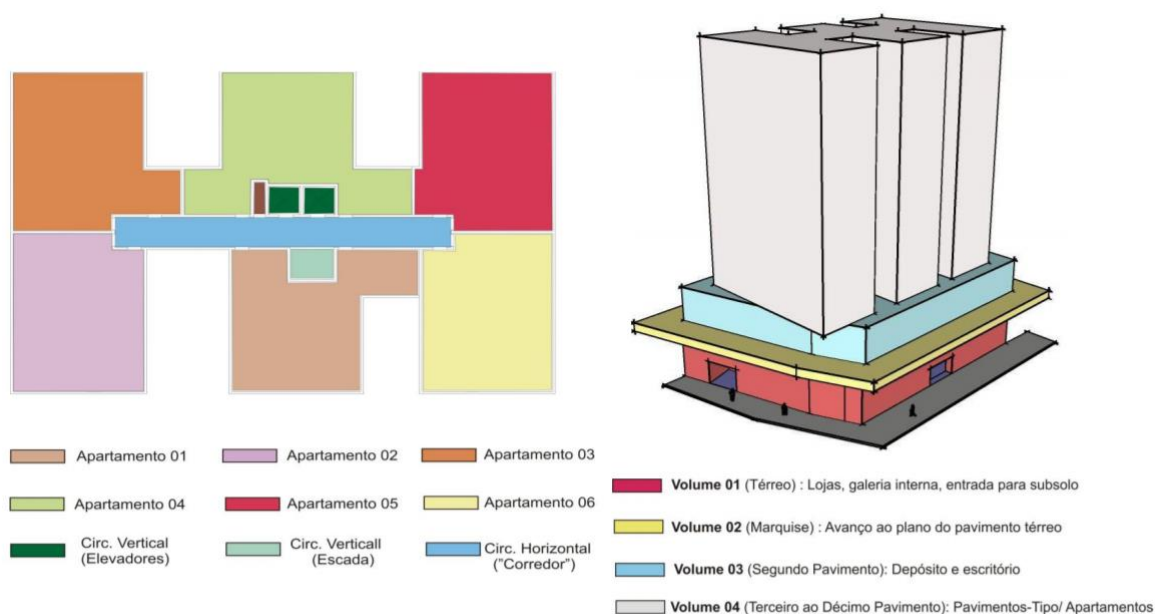 Apartamento 01 Apartamento 02 Apartamento 03
Apartamento 04 Apartamento 05 Apartamento 06
Circ. Vertical Circ. Verticall Circ. Horizontal
(Elevadores) (Escada) ("Corredor")
Volume 01 (Térreo) : Lojas, galeria interna, entrada para subsolo
Volume 02 (Marquise) : Avanço ao plano do pavimento térreo
Volume 03 (Segundo Pavimento): Depósito e escritório
Volume 04 (Terceiro ao Décimo Pavimento): Pavimentos-Tipo/ Apartamentos